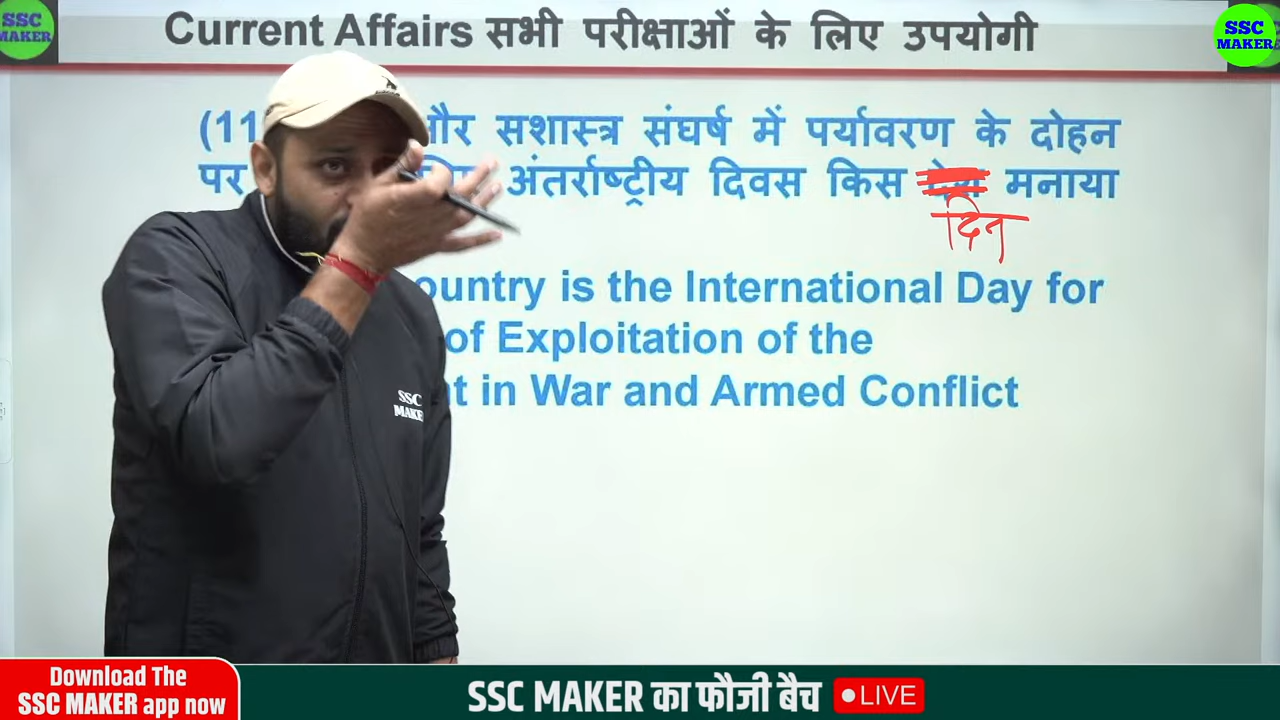 SSC
MAKER
Current Affairs सभी परीक्षाओं के लिए उपयोगी
SSC
MAKER
(11 और सशास्त्र संघर्ष में पर्यावरण के दोहन
पर अंतर्राष्ट्रीय दिवस किस देश मनाया
दिन
ountry is the International Day for
of Exploitation of the
nt in War and Armed Conflict
SSC
MAKE
Download The
SSC MAKER app now
SSC MAKER का फौजी बैच
LIVE